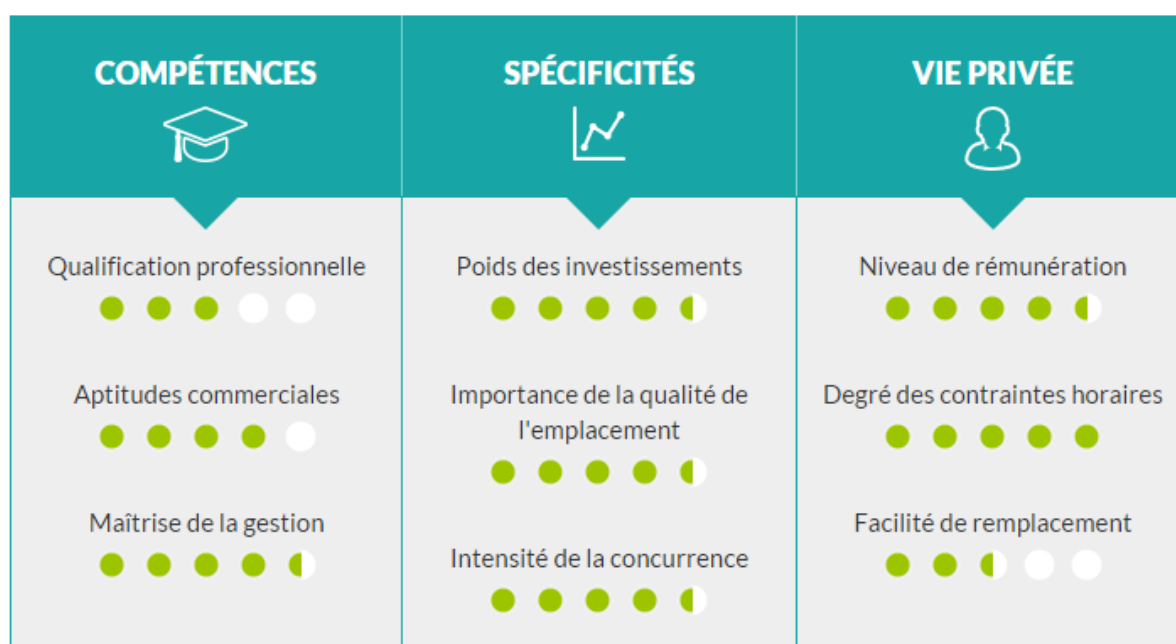 COMPÉTENCES
Qualification professionnelle
Aptitudes commerciales
Maîtrise de la gestion
SPÉCIFICITÉS
Poids des investissements
Importance de la qualité de
l'emplacement
Intensité de la concurrence
VIE PRIVÉE
Niveau de rémunération
Degré des contraintes horaires
Facilité de remplacement